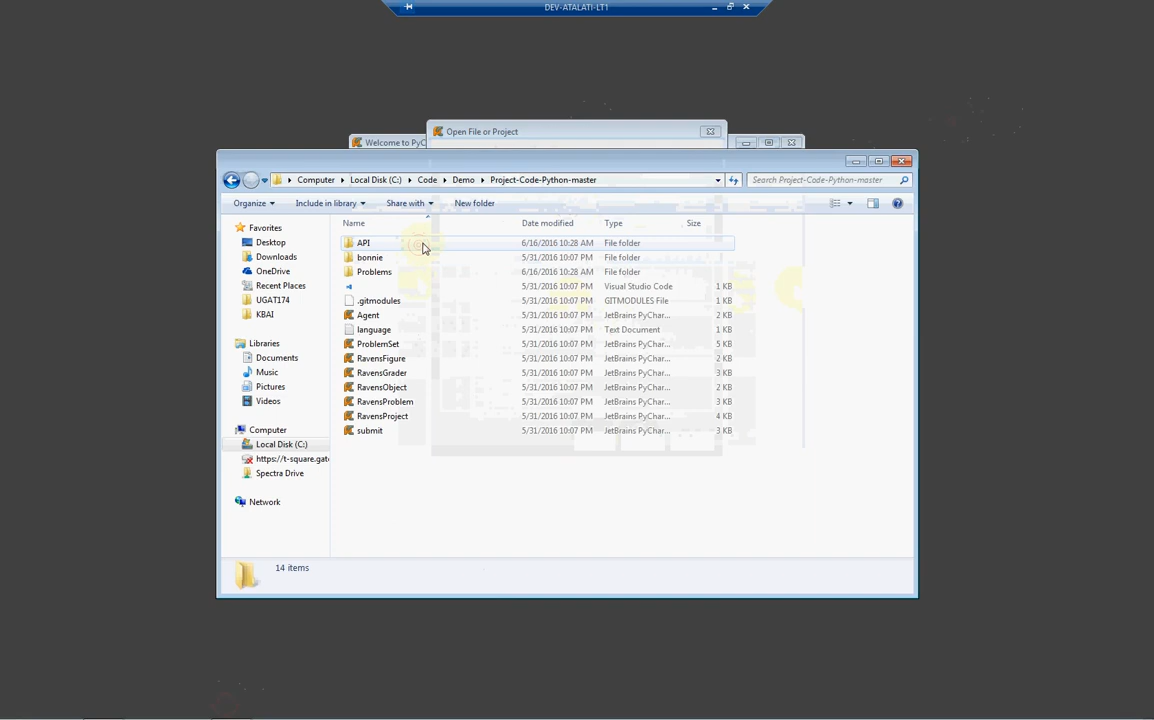 DEV-ATALATI-LT1
Open File or Project
Welcome to PyC
Computer Local Disk (C:) Code Demo Project-Code-Python-master
Search Project-Code-Python-master
Organize Include in library Share with New folder
Name Date modified Type Size
Favorites
Desktop
Downloads
OneDrive
Recent Places
UGAT174
KBAI
Libraries
Documents
Music
Pictures
Videos
Computer
Local Disk (C:)
https://t-square.gate
Spectra Drive
Network
API 6/16/2016 10:28 AM File folder
bonnie 5/31/2016 10:07 PM File folder
Problems 6/16/2016 10:28 AM File folder
5/31/2016 10:07 PM Visual Studio Code 1 KB
.gitmodules 5/31/2016 10:07 PM GITMODULES File 1 KB
Agent 5/31/2016 10:07 PM JetBrains PyChar... 2 KB
language 5/31/2016 10:07 PM Text Document 1 KB
ProblemSet 5/31/2016 10:07 PM JetBrains PyChar... 5 KB
RavensFigure 5/31/2016 10:07 PM JetBrains PyChar... 2 KB
RavensGrader 5/31/2016 10:07 PM JetBrains PyChar... 3 KB
RavensObject 5/31/2016 10:07 PM JetBrains PyChar... 2 KB
RavensProblem 5/31/2016 10:07 PM JetBrains PyChar... 3 KB
RavensProject 5/31/2016 10:07 PM JetBrains PyChar... 4 KB
submit 5/31/2016 10:07 PM JetBrains PyChar... 3 KB
14 items